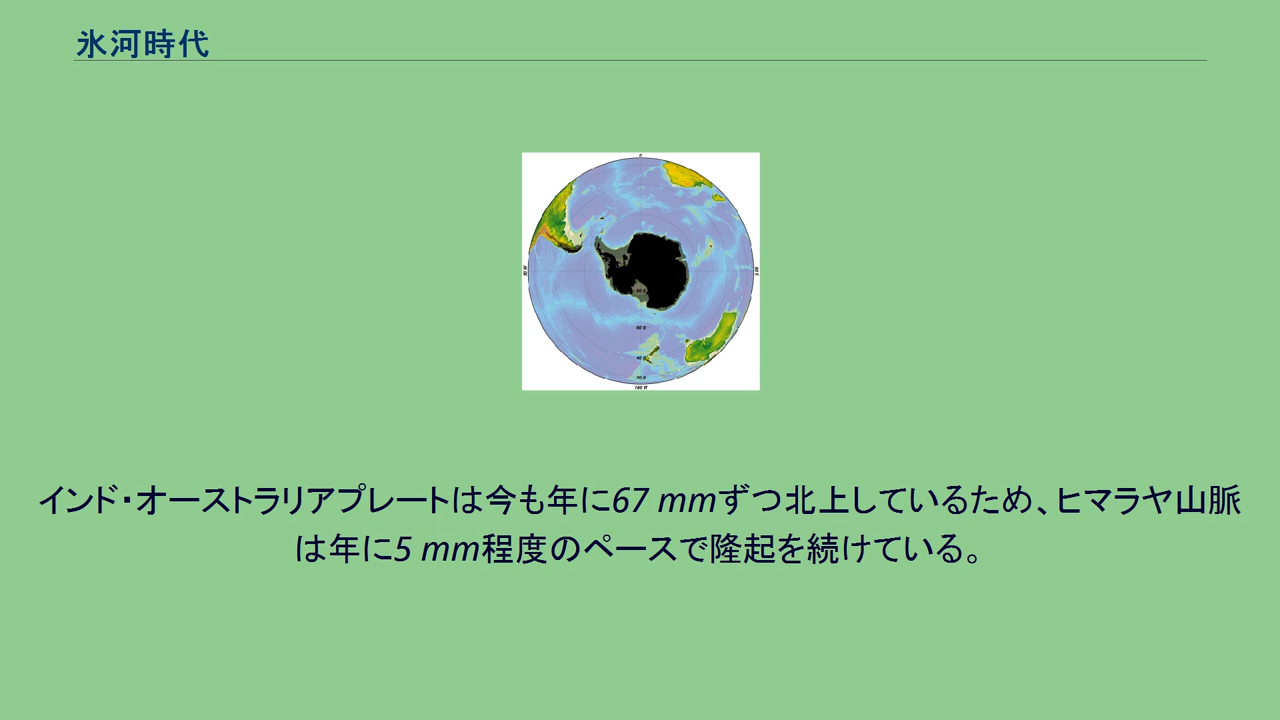 氷河時代
インド・オーストラリアプレートは今も年に67 mmずつ北上しているため、ヒマラヤ山脈
は年に5 mm程度のペースで隆起を続けている。